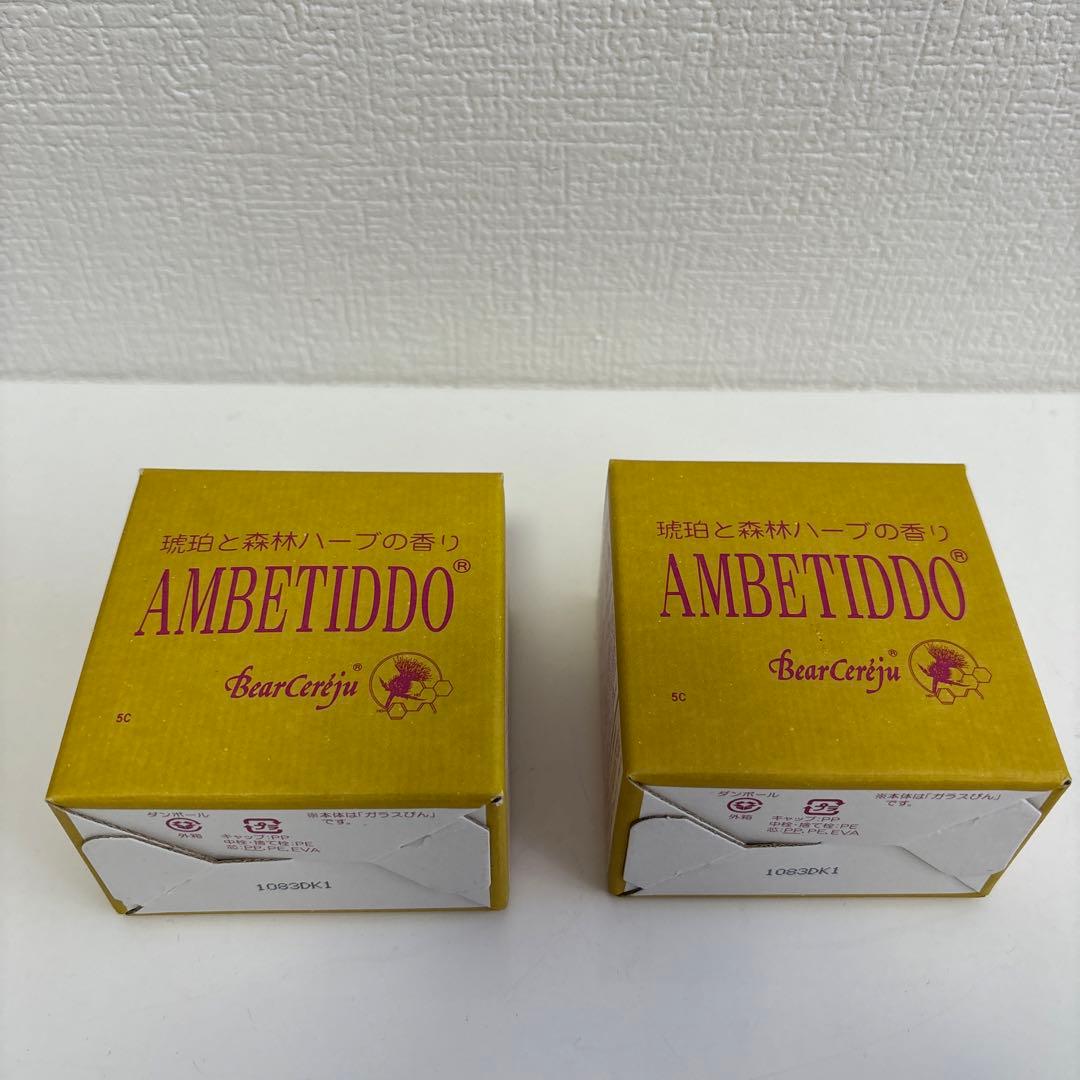 琥珀と森林ハーブの香り
AMBETIDDO®
BearCeréju®
5C
ダンボール
外箱
プラ
キャップ:PP
中栓・捨て栓:PE
芯:PP,PE,EVA
※本体は「ガラスびん」
です。
1083DK1
琥珀と森林ハーブの香り
AMBETIDDO®
BearCeréju®
5C
ダンボール
外箱
プラ
キャップ:PP
中栓・捨て栓:PE
芯:PP,PE,EVA
※本体は「ガラスびん」
です。
1083DK1